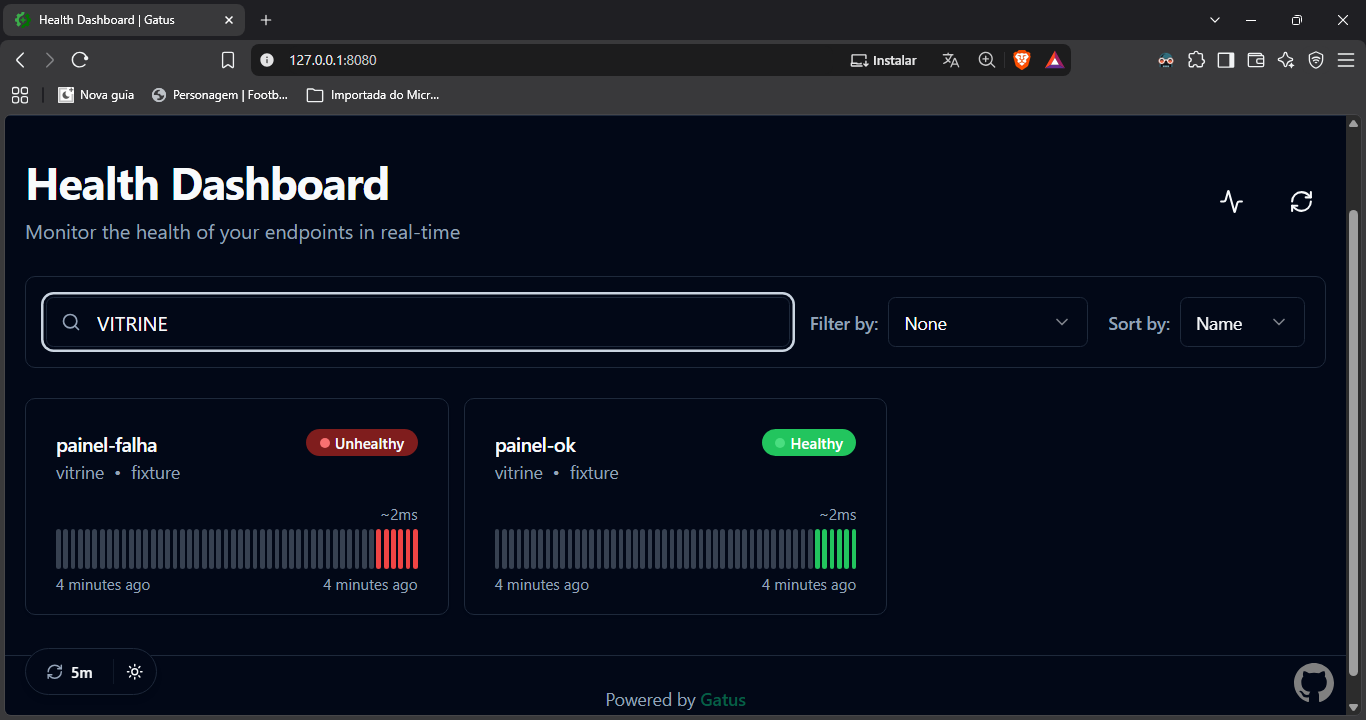 Health Dashboard | Gatus
127.0.0.1:8080
Instalar
Nova guia
Personagem | Footb...
Importada do Micr...
Health Dashboard
Monitor the health of your endpoints in real-time
VITRINE
Filter by:
None
Sort by:
Name
painel-falha
Unhealthy
vitrine • fixture
~2ms
4 minutes ago
4 minutes ago
painel-ok
Healthy
vitrine • fixture
~2ms
4 minutes ago
4 minutes ago
5m
Powered by Gatus